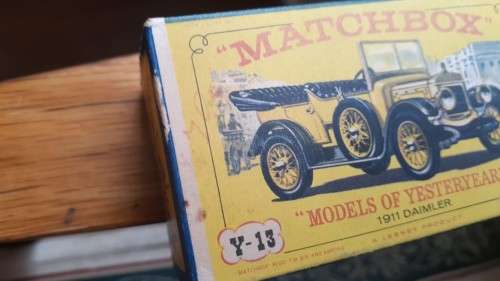 "MATCHBOX"
"MODELS OF YESTERYEAR
1911 DAIMLER
A LESNEY PRODUCT
Y-13